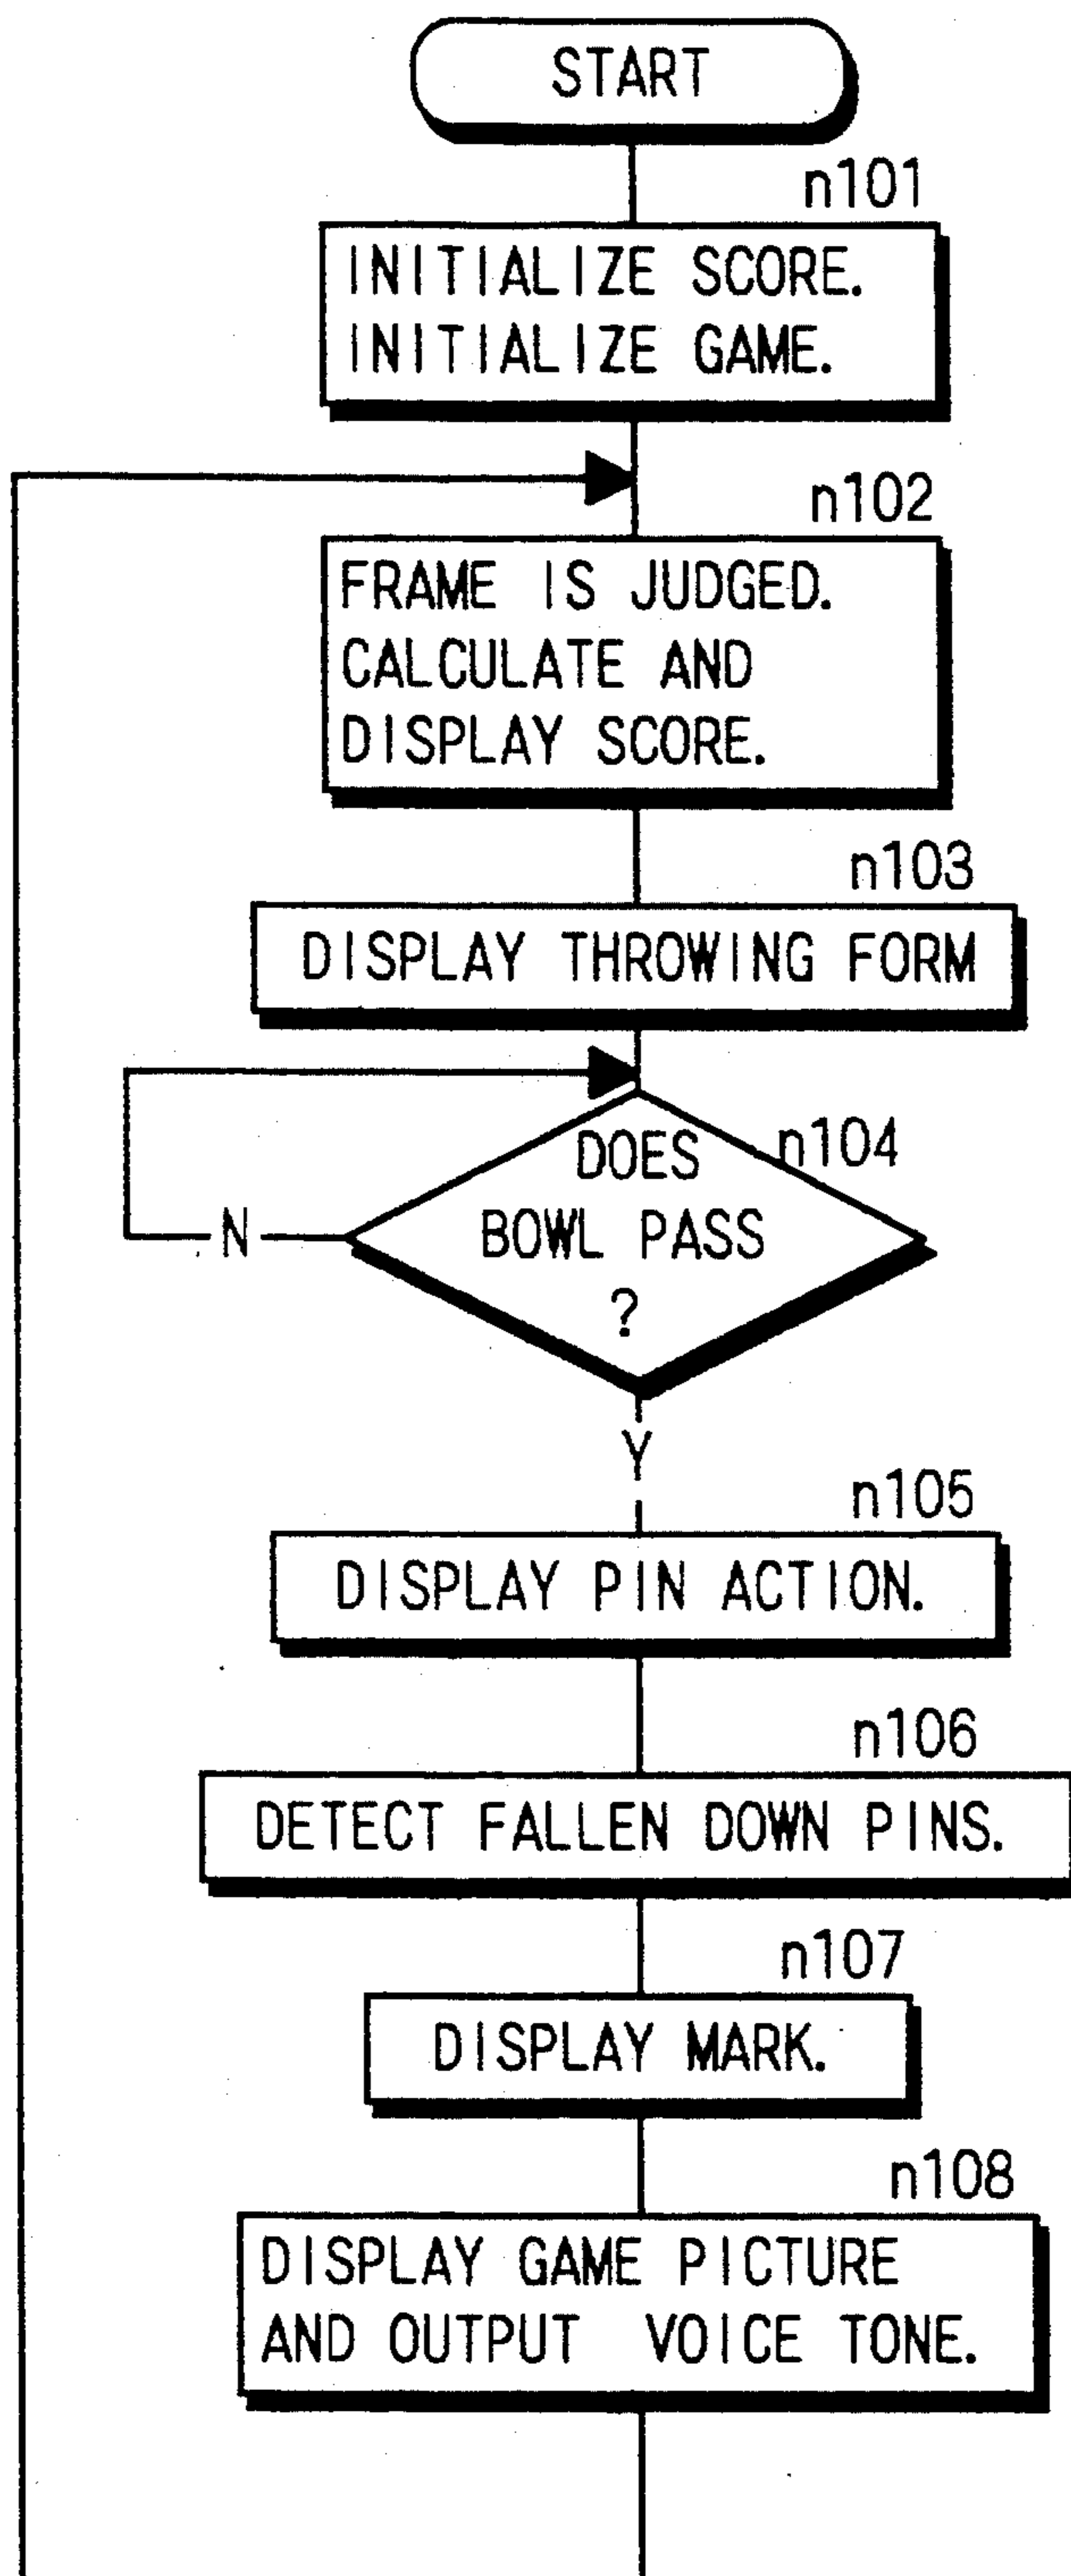 START
n101
INITIALIZE SCORE.
INITIALIZE GAME.
n102
FRAME IS JUDGED.
CALCULATE AND
DISPLAY SCORE.
n103
DISPLAY THROWING FORM
n104
DOES
BOWL PASS
?
N
Y
n105
DISPLAY PIN ACTION.
n106
DETECT FALLEN DOWN PINS.
n107
DISPLAY MARK.
n108
DISPLAY GAME PICTURE
AND OUTPUT VOICE TONE.